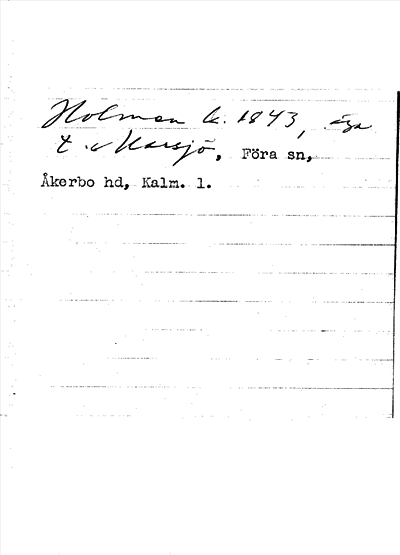 Holmen k. 1843, äga
t. v Marsjö, Föra sn,
Åkerbo hd, Kalm. l.